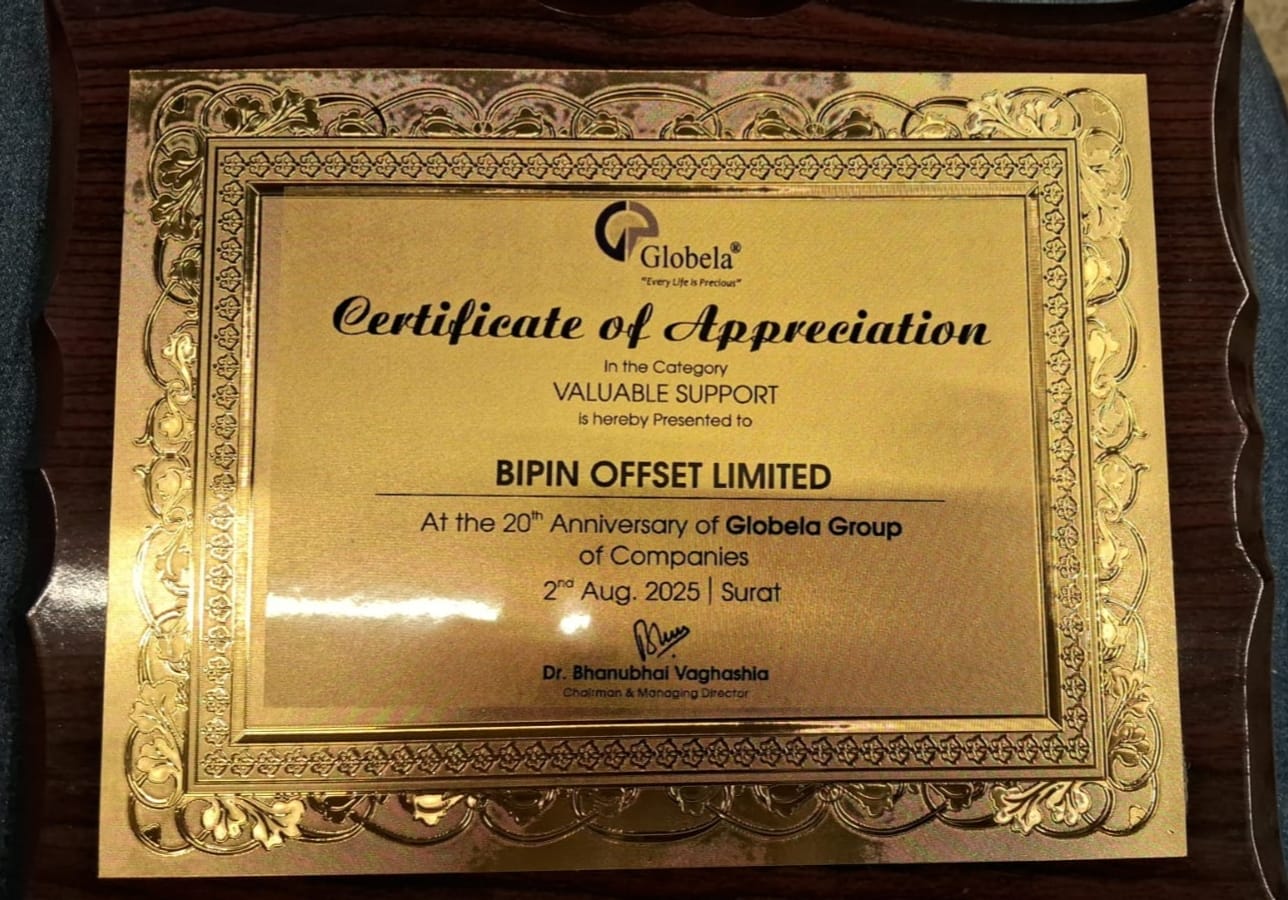 Globela®
"Every Life is Precious"
Certificate of Appreciation
In the Category
VALUABLE SUPPORT
is hereby Presented to
BIPIN OFFSET LIMITED
At the 20th Anniversary of Globela Group
of Companies
2nd Aug. 2025 | Surat
Dr. Bhanubhai Vaghashia
Chairman & Managing Director